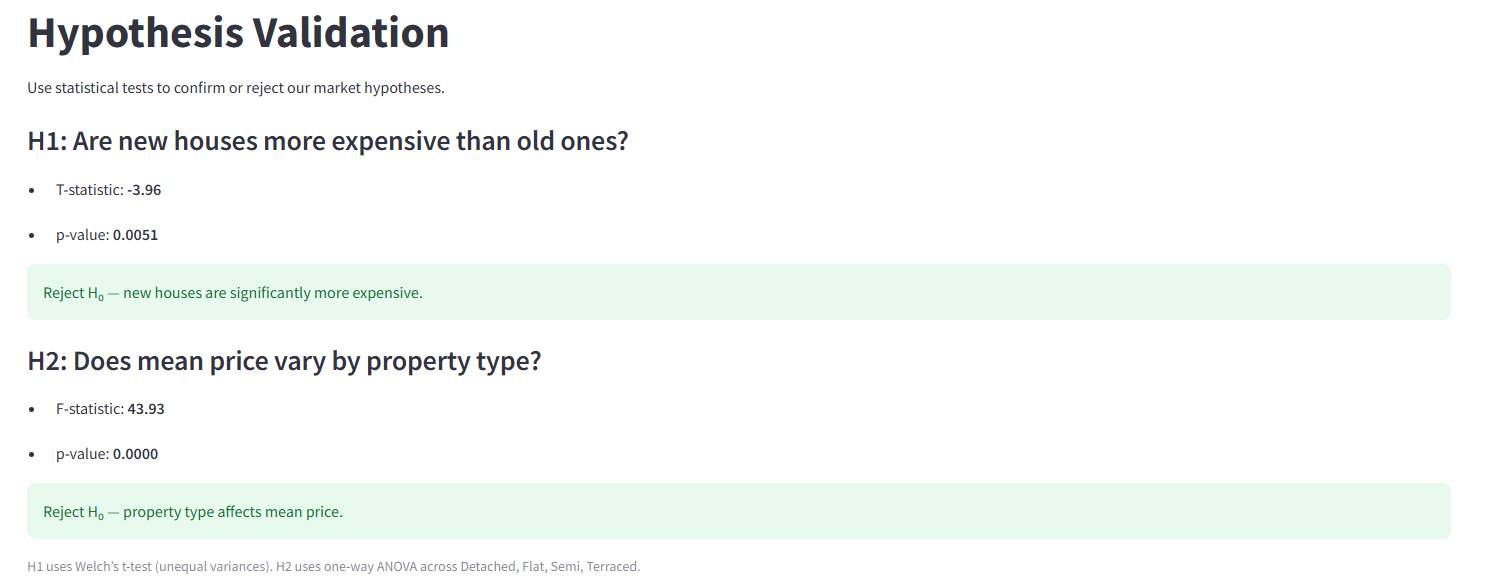 Hypothesis Validation
Use statistical tests to confirm or reject our market hypotheses.
H1: Are new houses more expensive than old ones?
• T-statistic: -3.96
• p-value: 0.0051
Reject H₀ — new houses are significantly more expensive.
H2: Does mean price vary by property type?
• F-statistic: 43.93
• p-value: 0.0000
Reject H₀ — property type affects mean price.
H1 uses Welch’s t-test (unequal variances). H2 uses one-way ANOVA across Detached, Flat, Semi, Terraced.